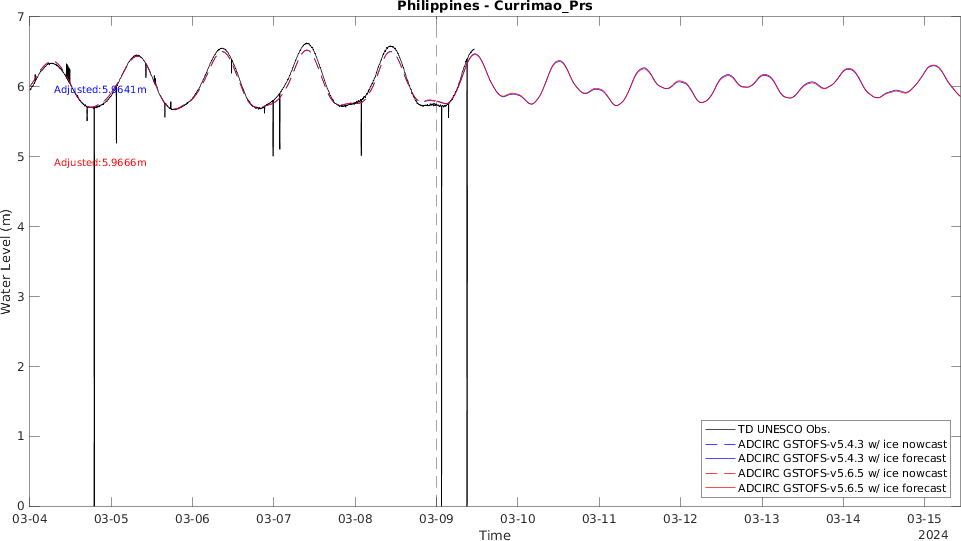 Philippines - Currimao_Prs
7
6
5
4
3
2
1
0
Water Level (m)
Adjusted:5.9641m
Adjusted:5.9666m
TD UNESCO Obs.
ADCIRC GSTOFS-v5.4.3 w/ ice nowcast
ADCIRC GSTOFS-v5.4.3 w/ ice forecast
ADCIRC GSTOFS-v5.6.5 w/ ice nowcast
ADCIRC GSTOFS-v5.6.5 w/ ice forecast
03-04 03-05 03-06 03-07 03-08 03-09 03-10 03-11 03-12 03-13 03-14 03-15
Time
2024